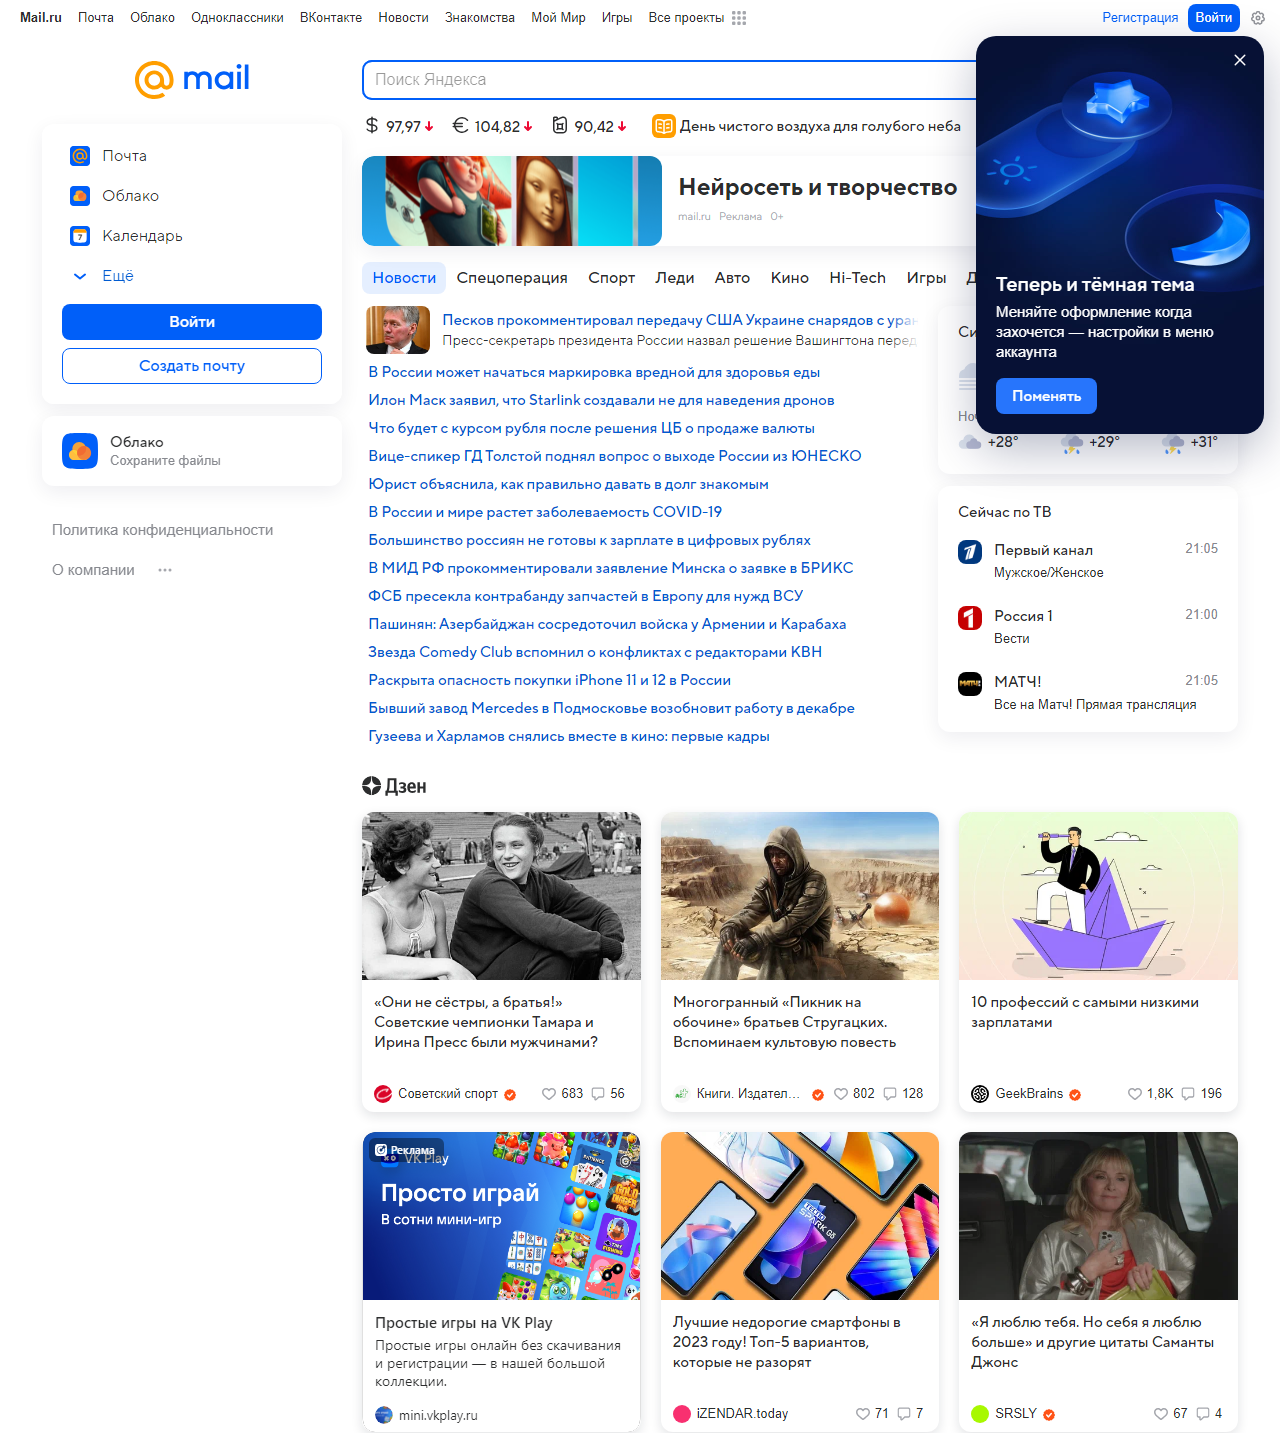 Mail.ru Почта Облако Одноклассники ВКонтакте Новости Знакомства Мой Мир Игры Все проекты
Регистрация Войти
mail
Поиск Яндекса
97,97 104,82 90,42 День чистого воздуха для голубого неба
Почта
Облако
Календарь
Ещё
Войти
Создать почту
Облако
Сохраните файлы
Политика конфиденциальности
О компании
Нейросеть и творчество
mail.ru Реклама 0+
Новости Спецоперация Спорт Леди Авто Кино Hi-Tech Игры
Песков прокомментировал передачу США Украине снарядов с
Пресс-секретарь президента России назвал решение Вашингтона
В России может начаться маркировка вредной для здоровья еды
Илон Маск заявил, что Starlink создавали не для наведения дронов
Что будет с курсом рубля после решения ЦБ о продаже валюты
Вице-спикер ГД Толстой поднял вопрос о выходе России из ЮНЕСКО
Юрист объяснила, как правильно давать в долг знакомым
В России и мире растет заболеваемость COVID-19
Большинство россиян не готовы к зарплате в цифровых рублях
В МИД РФ прокомментировали заявление Минска о заявке в БРИКС
ФСБ пресекла контрабанду запчастей в Европу для нужд ВСУ
Пашинян: Азербайджан сосредоточил войска у Армении и Карабаха
Звезда Comedy Club вспомнил о конфликтах с редакторами КВН
Раскрыта опасность покупки iPhone 11 и 12 в России
Бывший завод Mercedes в Подмосковье возобновит работу в декабре
Гузеева и Харламов снялись вместе в кино: первые кадры
Теперь и тёмная тема
Меняйте оформление когда
захочется — настройки в меню
аккаунта
Поменять
+28° +29° +31°
Сейчас по ТВ
Первый канал 21:05
Мужское/Женское
Россия 1 21:00
Вести
МАТЧ! 21:05
Все на Матч! Прямая трансляция
Дзен
«Они не сёстры, а братья!»
Советские чемпионки Тамара и
Ирина Пресс были мужчинами?
Советский спорт 683 56
Многогранный «Пикник на
обочине» братьев Стругацких.
Вспоминаем культовую повесть
Книги. Издател... 802 128
10 профессий с самыми низкими
зарплатами
GeekBrains 1,8K 196
Реклама
VK Play
Просто играй
В сотни мини-игр
Простые игры на VK Play
Простые игры онлайн без скачивания
и регистрации — в нашей большой
коллекции.
mini.vkplay.ru
Лучшие недорогие смартфоны в
2023 году! Топ-5 вариантов,
которые не разорят
iZENDAR.today 71 7
«Я люблю тебя. Но себя я люблю
больше» и другие цитаты Саманты
Джонс
SRSLY 67 4